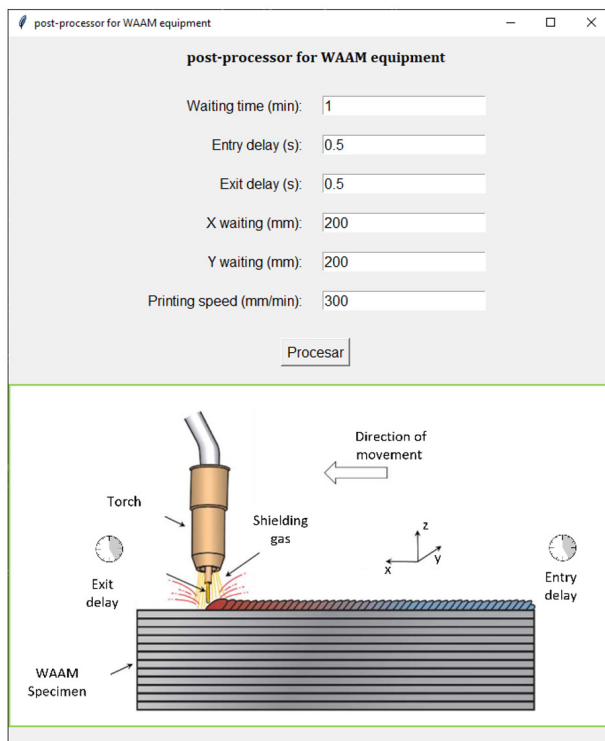 post-processor for WAAM equipment
post-processor for WAAM equipment
Waiting time (min): 1
Entry delay (s): 0.5
Exit delay (s): 0.5
X waiting (mm): 200
Y waiting (mm): 200
Printing speed (mm/min): 300
Procesar
Direction of
movement
Torch
Shielding
gas
z
y
x
Exit
delay
Entry
delay
WAAM
Specimen